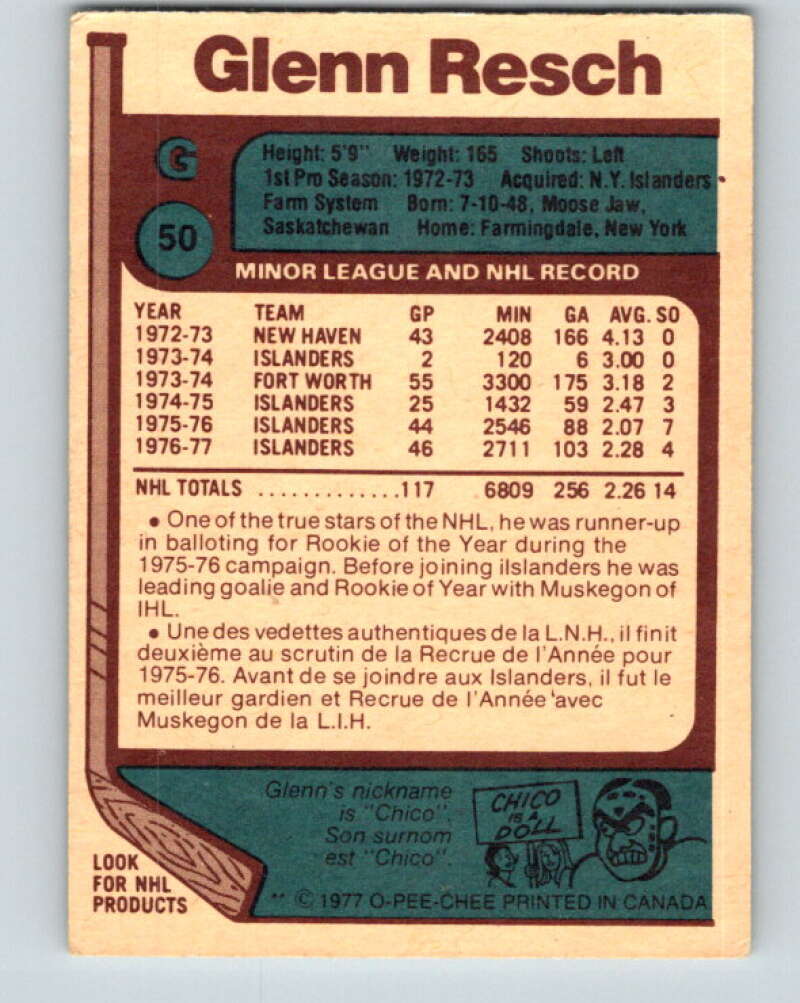 Glenn Resch
G
50
Height: 5'9" Weight: 165 Shoots: Left
1st Pro Season: 1972-73 Acquired: N.Y. Islanders
Farm System Born: 7-10-48, Moose Jaw,
Saskatchewan Home: Farmingdale, New York
MINOR LEAGUE AND NHL RECORD
YEAR TEAM GP MIN GA AVG. SO
1972-73 NEW HAVEN 43 2408 166 4.13 0
1973-74 ISLANDERS 2 120 6 3.00 0
1973-74 FORT WORTH 55 3300 175 3.18 2
1974-75 ISLANDERS 25 1432 59 2.47 3
1975-76 ISLANDERS 44 2546 88 2.07 7
1976-77 ISLANDERS 46 2711 103 2.28 4
NHL TOTALS .............117 6809 256 2.26 14
• One of the true stars of the NHL, he was runner-up
in balloting for Rookie of the Year during the
1975-76 campaign. Before joining iIslanders he was
leading goalie and Rookie of Year with Muskegon of
IHL.
• Une des vedettes authentiques de la L.N.H., il finit
deuxième au scrutin de la Recrue de l'Année pour
1975-76. Avant de se joindre aux Islanders, il fut le
meilleur gardien et Recrue de l'Année avec
Muskegon de la L.I.H.
Glenn's nickname
is "Chico".
Son surnom
est "Chico".
CHICO
IS A
DOLL
LOOK
FOR NHL
PRODUCTS
** © 1977 O-PEE-CHEE PRINTED IN CANADA